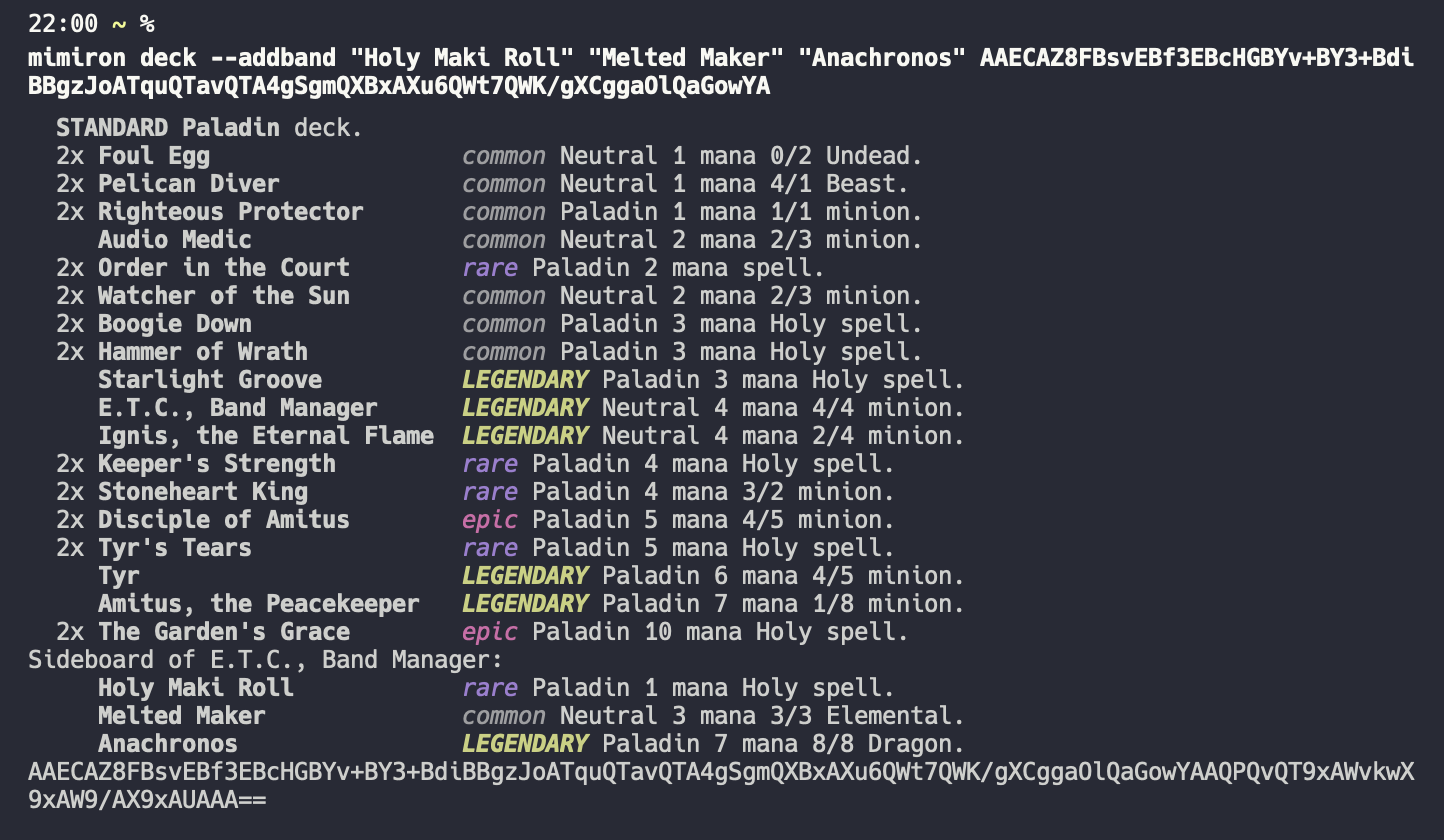 22:00 ~ %
mimiron deck --addband "Holy Maki Roll" "Melted Maker" "Anachronos" AAECAZ8FBsvEBf3EBcHGBYv+BY3+Bdi
BBgzJoATquQTavQTA4gSgmQXBxAXu6QWt7QWK/gXCggaOlQaGowYA
STANDARD Paladin deck.
2x Foul Egg common Neutral 1 mana 0/2 Undead.
2x Pelican Diver common Neutral 1 mana 4/1 Beast.
2x Righteous Protector common Paladin 1 mana 1/1 minion.
Audio Medic common Neutral 2 mana 2/3 minion.
2x Order in the Court rare Paladin 2 mana spell.
2x Watcher of the Sun common Neutral 2 mana 2/3 minion.
2x Boogie Down common Paladin 3 mana Holy spell.
2x Hammer of Wrath common Paladin 3 mana Holy spell.
Starlight Groove LEGENDARY Paladin 3 mana Holy spell.
E.T.C., Band Manager LEGENDARY Neutral 4 mana 4/4 minion.
Ignis, the Eternal Flame LEGENDARY Neutral 4 mana 2/4 minion.
2x Keeper's Strength rare Paladin 4 mana Holy spell.
2x Stoneheart King rare Paladin 4 mana 3/2 minion.
2x Disciple of Amitus epic Paladin 5 mana 4/5 minion.
2x Tyr's Tears rare Paladin 5 mana Holy spell.
Tyr LEGENDARY Paladin 6 mana 4/5 minion.
Amitus, the Peacekeeper LEGENDARY Paladin 7 mana 1/8 minion.
2x The Garden's Grace epic Paladin 10 mana Holy spell.
Sideboard of E.T.C., Band Manager:
Holy Maki Roll rare Paladin 1 mana Holy spell.
Melted Maker common Neutral 3 mana 3/3 Elemental.
Anachronos LEGENDARY Paladin 7 mana 8/8 Dragon.
AAECAZ8FBsvEBf3EBcHGBYv+BY3+BdiBBgzJoATquQTavQTA4gSgmQXBxAXu6QWt7QWK/gXCggaOlQaGowYAAQPQvQT9xAWvkwX
9xAW9/AX9xAUAAA==